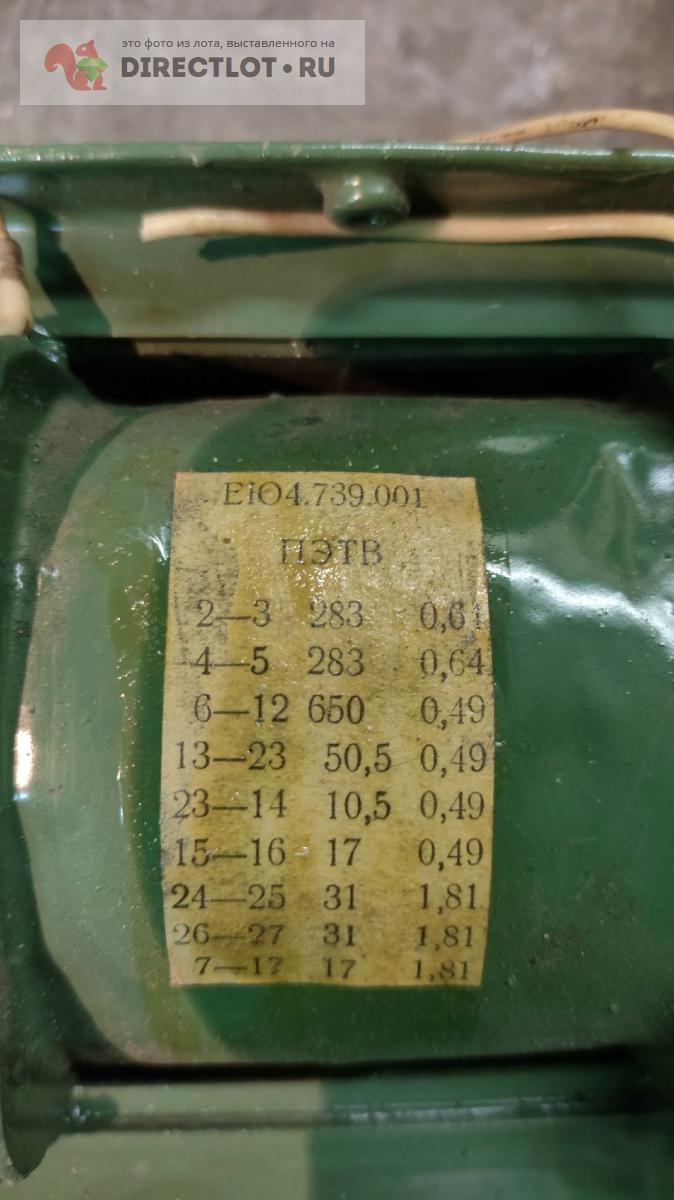 это фото из лота, выставленного на
DIRECTLOT.RU
ЕІО4.739.001
ПЭТВ
2—3 283 0,61
4—5 283 0,64
6—12 650 0,49
13—23 50,5 0,49
23—14 10,5 0,49
15—16 17 0,49
24—25 31 1,81
26—27 31 1,81
7—17 17 1,81